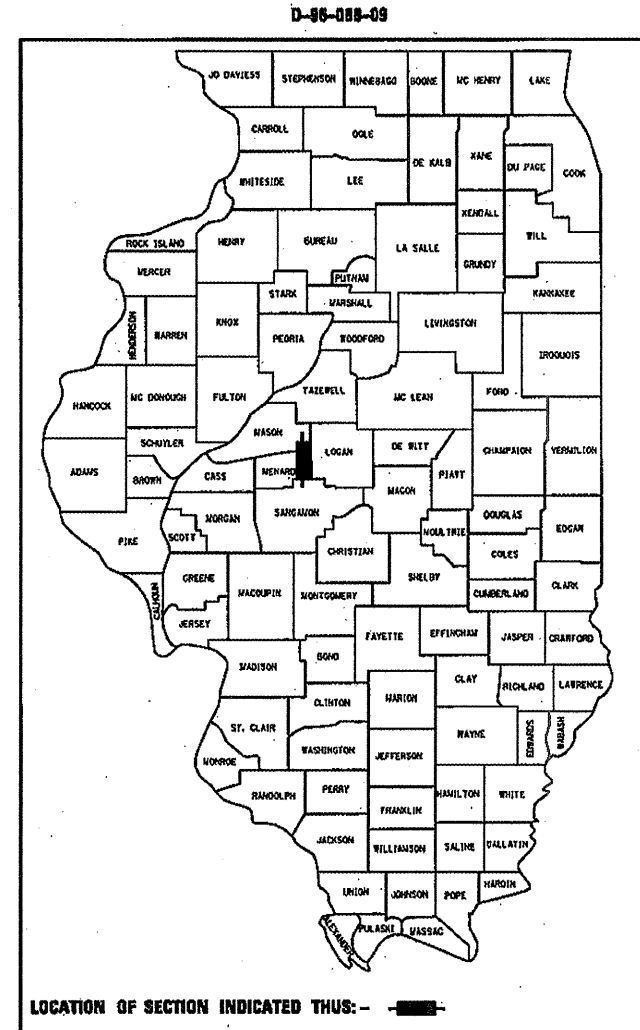 D-96-088-09
JO DAVIESS STEPHENSON WINNEBAGO BOONE MC HENRY LAKE
CARROLL OGLE DE KALB KANE DU PAGE COOK
WHITESIDE LEE
KENDALL
ROCK ISLAND HENRY BUREAU LA SALLE WILL
MERCER PUTNAM GRUNDY
STARK MARSHALL KANKAKEE
HENDERSON WARREN KNOX PEORIA WOODFORD LIVINGSTON IROQUOIS
HANCOCK MC DONOUGH FULTON TAZEWELL MC LEAN FORD
SCHUYLER MASON LOGAN DE WITT CHAMPAIGN VERMILION
ADAMS BROWN CASS MENARD MACON PIATT
PIKE SCOTT MORGAN SANGAMON MOULTRIE DOUGLAS EDGAR
CHRISTIAN COLES
CALHOUN GREENE MACOUPIN MONTGOMERY SHELBY CUMBERLAND CLARK
JERSEY FAYETTE EFFINGHAM JASPER CRAWFORD
MADISON BOND
CLINTON MARION CLAY RICHLAND LAWRENCE
ST. CLAIR WASHINGTON JEFFERSON WAYNE EDWARDS WABASH
MONROE
RANDOLPH PERRY FRANKLIN HAMILTON WHITE
JACKSON WILLIAMSON SALINE GALLATIN
UNION JOHNSON POPE HARDIN
ALEXANDER PULASKI MASSAC
LOCATION OF SECTION INDICATED THUS: -